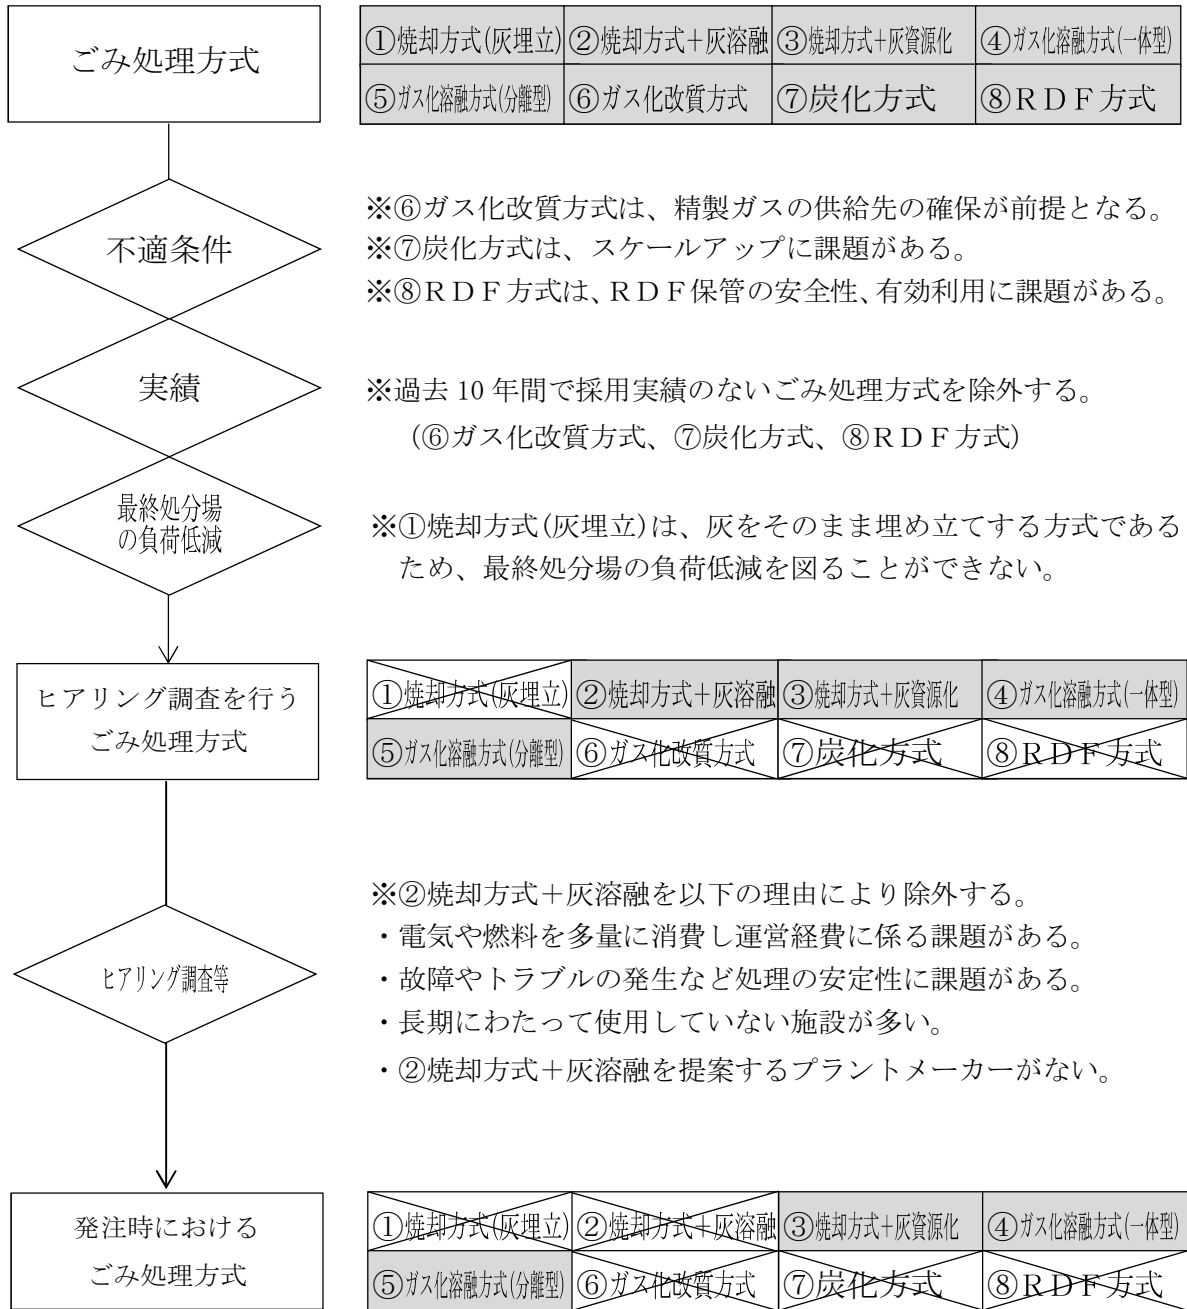 ごみ処理方式
①焼却方式(灰埋立) ②焼却方式＋灰溶融 ③焼却方式＋灰資源化 ④ガス化溶融方式(一体型)
⑤ガス化溶融方式(分離型) ⑥ガス化改質方式 ⑦炭化方式 ⑧ＲＤＦ方式
不適条件
※⑥ガス化改質方式は、精製ガスの供給先の確保が前提となる。
※⑦炭化方式は、スケールアップに課題がある。
※⑧ＲＤＦ方式は、ＲＤＦ保管の安全性、有効利用に課題がある。
実績
※過去 10 年間で採用実績のないごみ処理方式を除外する。
（⑥ガス化改質方式、⑦炭化方式、⑧ＲＤＦ方式）
最終処分場
の負荷低減
※①焼却方式(灰埋立)は、灰をそのまま埋め立てする方式である
ため、最終処分場の負荷低減を図ることができない。
ヒアリング調査を行う
ごみ処理方式
①焼却方式(灰埋立) ②焼却方式＋灰溶融 ③焼却方式＋灰資源化 ④ガス化溶融方式(一体型)
⑤ガス化溶融方式(分離型) ⑥ガス化改質方式 ⑦炭化方式 ⑧ＲＤＦ方式
ヒアリング調査等
※②焼却方式＋灰溶融を以下の理由により除外する。
・電気や燃料を多量に消費し運営経費に係る課題がある。
・故障やトラブルの発生など処理の安定性に課題がある。
・長期にわたって使用していない施設が多い。
・②焼却方式＋灰溶融を提案するプラントメーカーがない。
発注時における
ごみ処理方式
①焼却方式(灰埋立) ②焼却方式＋灰溶融 ③焼却方式＋灰資源化 ④ガス化溶融方式(一体型)
⑤ガス化溶融方式(分離型) ⑥ガス化改質方式 ⑦炭化方式 ⑧ＲＤＦ方式